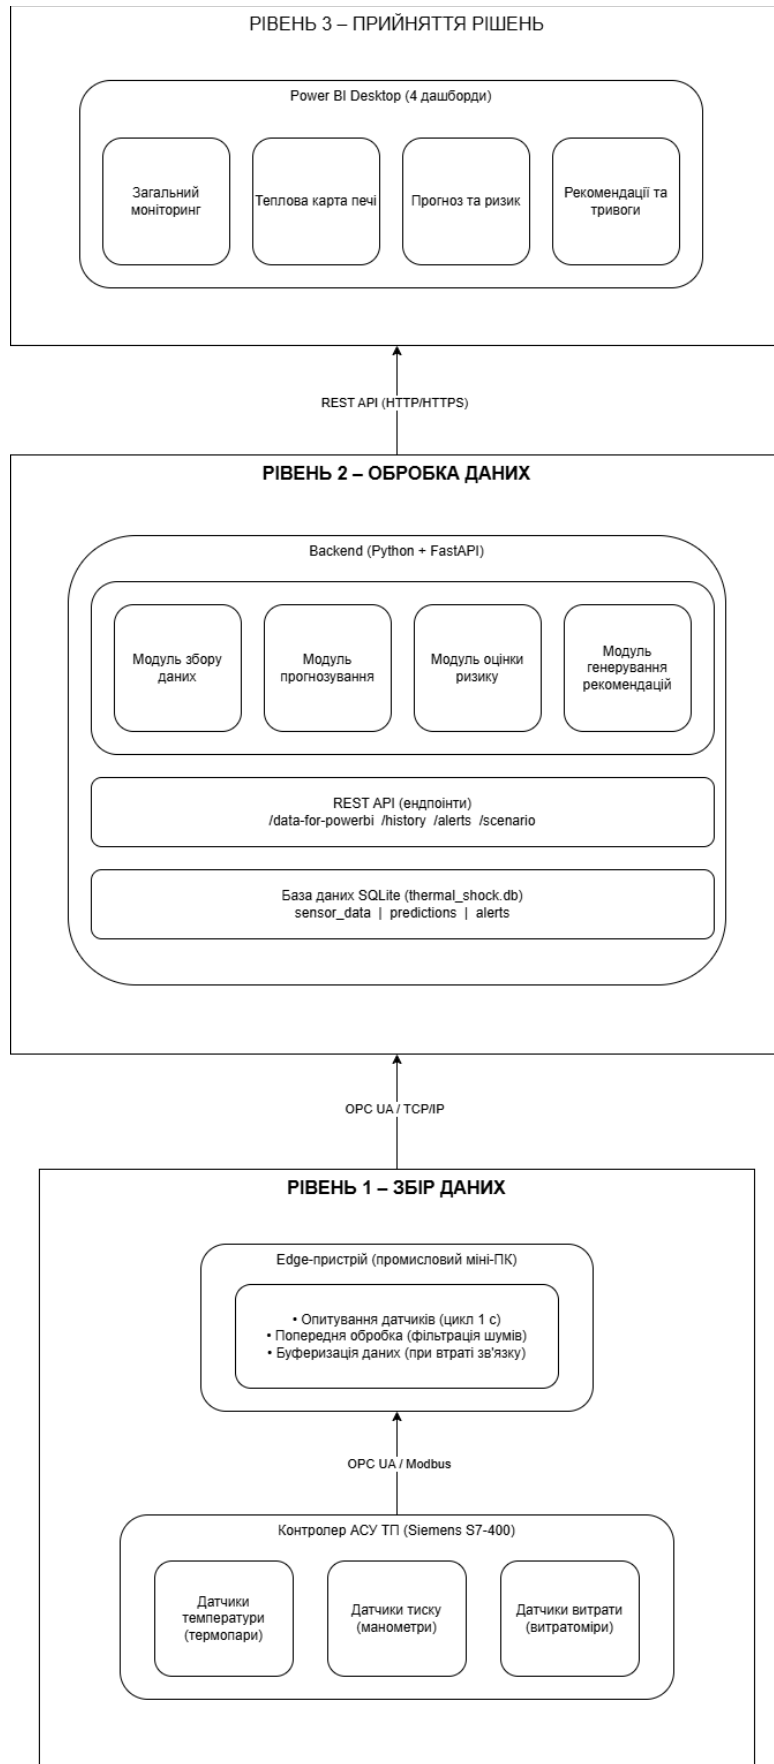 РІВЕНЬ 3 – ПРИЙНЯТТЯ РІШЕНЬ
Power BI Desktop (4 дашборди)
Загальний
моніторинг
Теплова карта печі
Прогноз та ризик
Рекомендації та
тривоги
REST API (HTTP/HTTPS)
РІВЕНЬ 2 – ОБРОБКА ДАНИХ
Backend (Python + FastAPI)
Модуль збору
даних
Модуль
прогнозування
Модуль оцінки
ризику
Модуль
генерування
рекомендацій
REST API (ендпоінти)
/data-for-powerbi /history /alerts /scenario
База даних SQLite (thermal_shock.db)
sensor_data | predictions | alerts
OPC UA / TCP/IP
РІВЕНЬ 1 – ЗБІР ДАНИХ
Edge-пристрій (промисловий міні-ПК)
• Опитування датчиків (цикл 1 с)
• Попередня обробка (фільтрація шумів)
• Буферизація даних (при втраті зв'язку)
OPC UA / Modbus
Контролер АСУ ТП (Siemens S7-400)
Датчики
температури
(термопари)
Датчики тиску
(манометри)
Датчики витрати
(витратоміри)